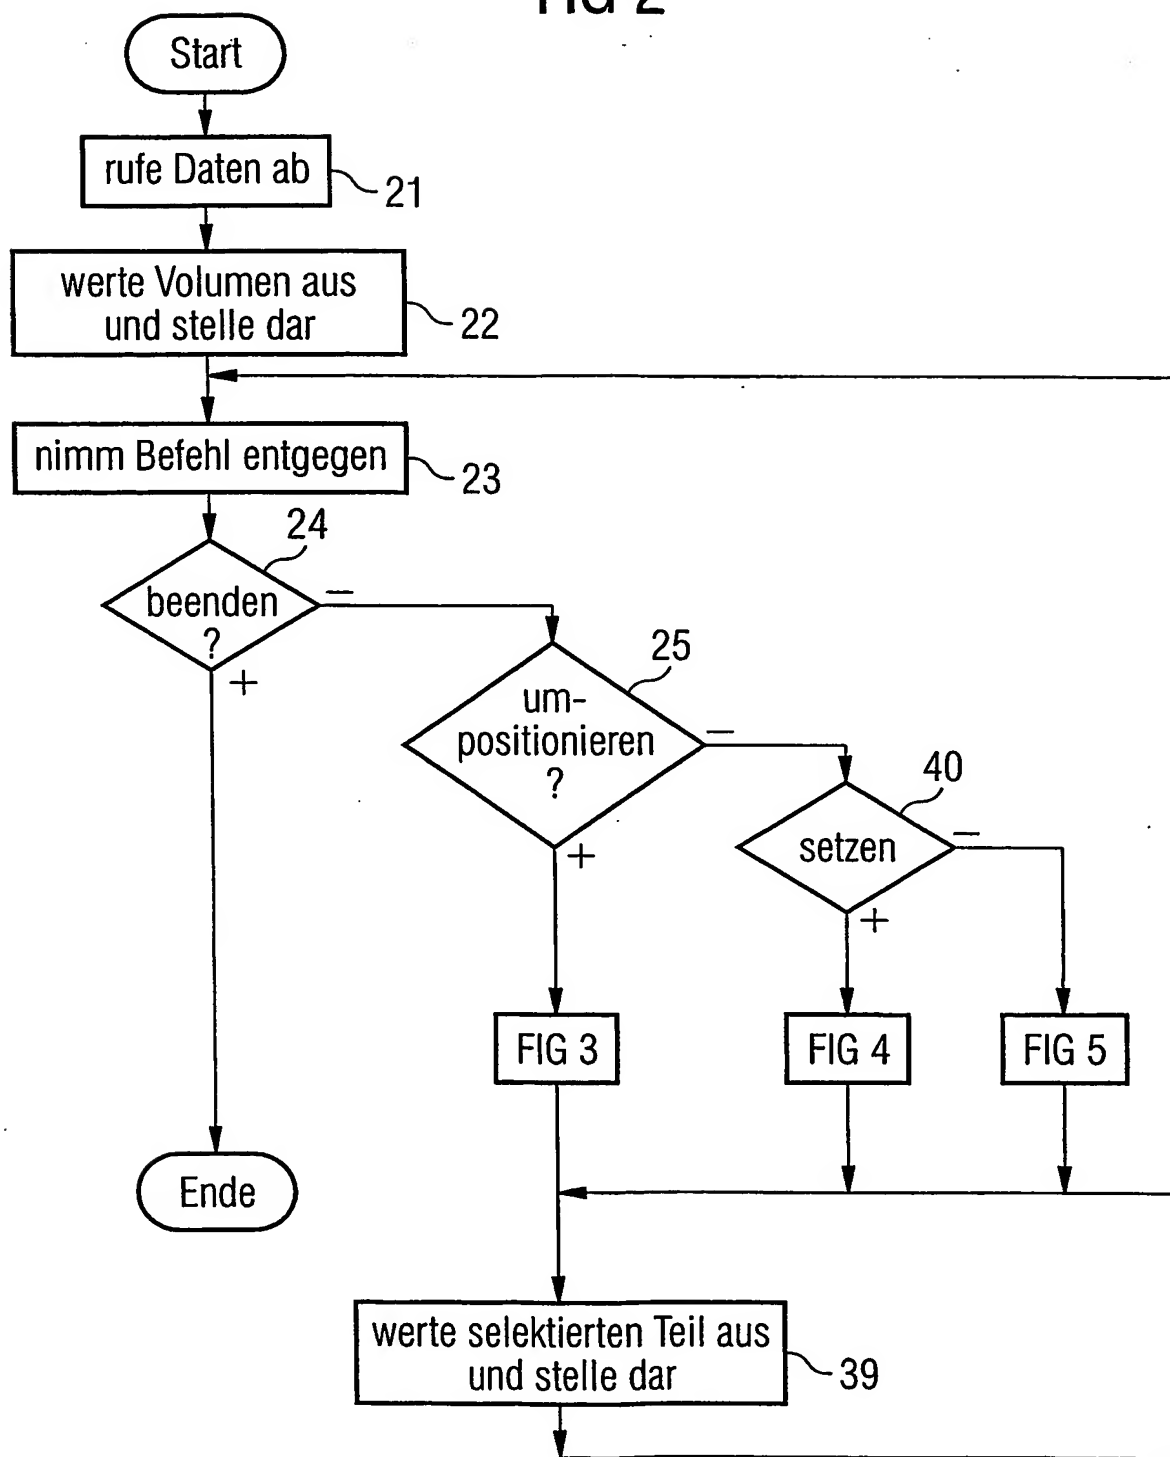 FIG 2
Start
rufe Daten ab
21
werte Volumen aus
und stelle dar
22
nimm Befehl entgegen
23
24
beenden
?
−
+
25
um-
positionieren
?
−
+
40
setzen
−
+
FIG 3
FIG 4
FIG 5
Ende
werte selektierten Teil aus
und stelle dar
39